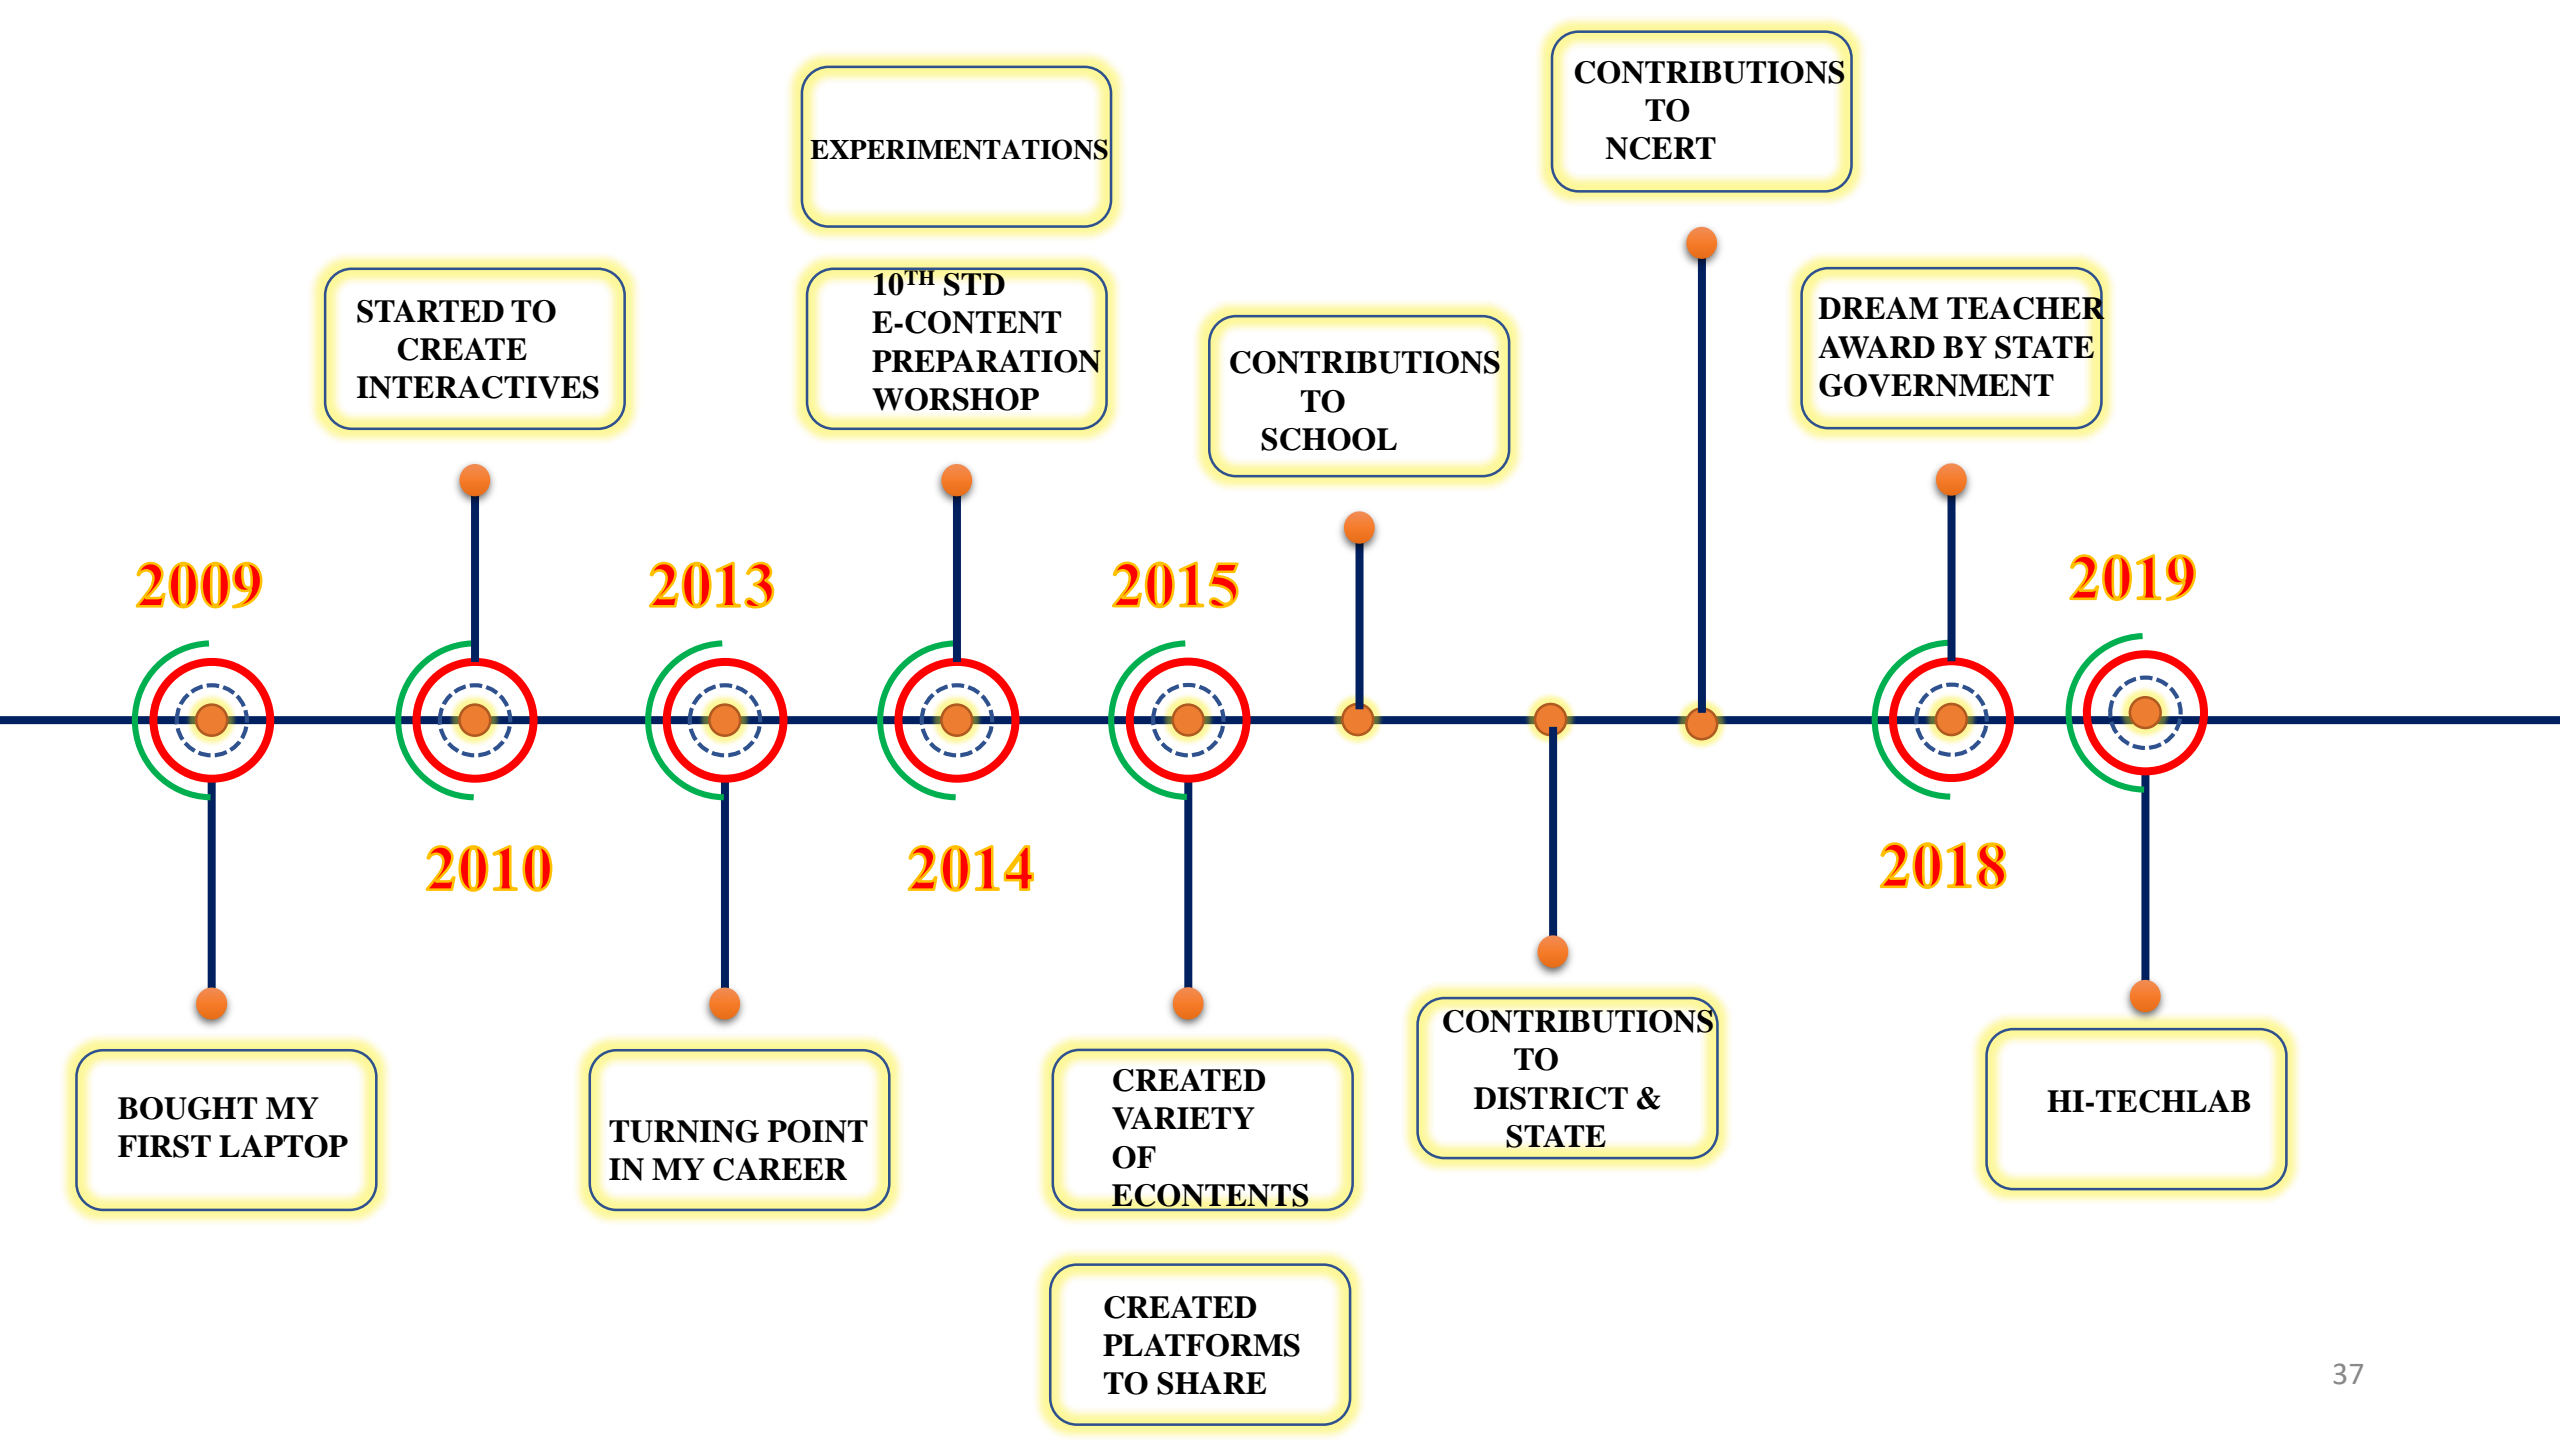 EXPERIMENTATIONS
CONTRIBUTIONS
TO
NCERT
STARTED TO
CREATE
INTERACTIVES
10TH STD
E-CONTENT
PREPARATION
WORSHOP
CONTRIBUTIONS
TO
SCHOOL
DREAM TEACHER
AWARD BY STATE
GOVERNMENT
2009
2013
2015
2019
2010
2014
2018
BOUGHT MY
FIRST LAPTOP
TURNING POINT
IN MY CAREER
CREATED
VARIETY
OF
ECONTENTS
CONTRIBUTIONS
TO
DISTRICT &
STATE
HI-TECHLAB
CREATED
PLATFORMS
TO SHARE
37